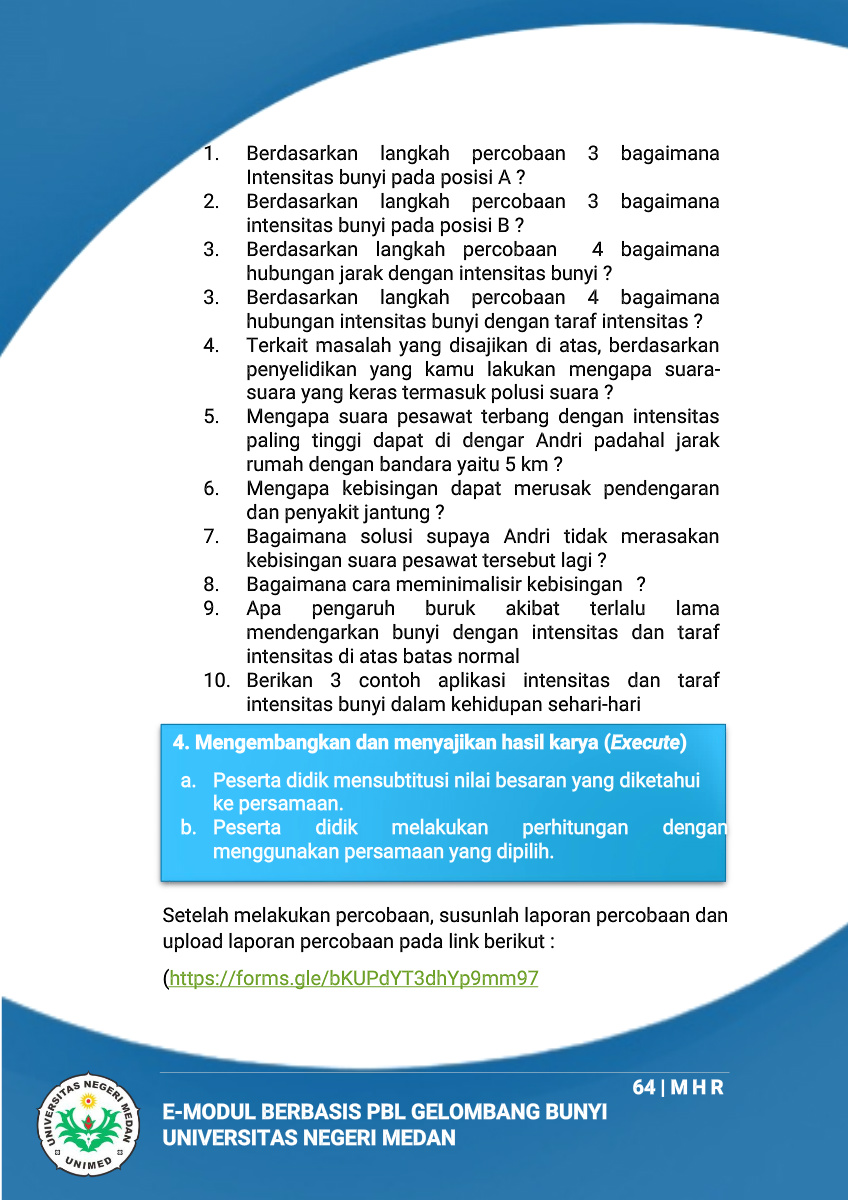 1. Berdasarkan langkah percobaan 3 bagaimana
Intensitas bunyi pada posisi A ?
2. Berdasarkan langkah percobaan 3 bagaimana
intensitas bunyi pada posisi B ?
3. Berdasarkan langkah percobaan 4 bagaimana
hubungan jarak dengan intensitas bunyi ?
3. Berdasarkan langkah percobaan 4 bagaimana
hubungan intensitas bunyi dengan taraf intensitas ?
4. Terkait masalah yang disajikan di atas, berdasarkan
penyelidikan yang kamu lakukan mengapa suara-
suara yang keras termasuk polusi suara ?
5. Mengapa suara pesawat terbang dengan intensitas
paling tinggi dapat di dengar Andri padahal jarak
rumah dengan bandara yaitu 5 km ?
6. Mengapa kebisingan dapat merusak pendengaran
dan penyakit jantung ?
7. Bagaimana solusi supaya Andri tidak merasakan
kebisingan suara pesawat tersebut lagi ?
8. Bagaimana cara meminimalisir kebisingan ?
9. Apa pengaruh buruk akibat terlalu lama
mendengarkan bunyi dengan intensitas dan taraf
intensitas di atas batas normal
10. Berikan 3 contoh aplikasi intensitas dan taraf
intensitas bunyi dalam kehidupan sehari-hari
4. Mengembangkan dan menyajikan hasil karya (Execute)
a. Peserta didik mensubtitusi nilai besaran yang diketahui
ke persamaan.
b. Peserta didik melakukan perhitungan dengan
menggunakan persamaan yang dipilih.
Setelah melakukan percobaan, susunlah laporan percobaan dan
upload laporan percobaan pada link berikut :
(https://forms.gle/bKUPdYT3dhYp9mm97
64 | M H R
E-MODUL BERBASIS PBL GELOMBANG BUNYI
UNIVERSITAS NEGERI MEDAN
UNIVERSITAS NEGERI MEDAN
UNIMED